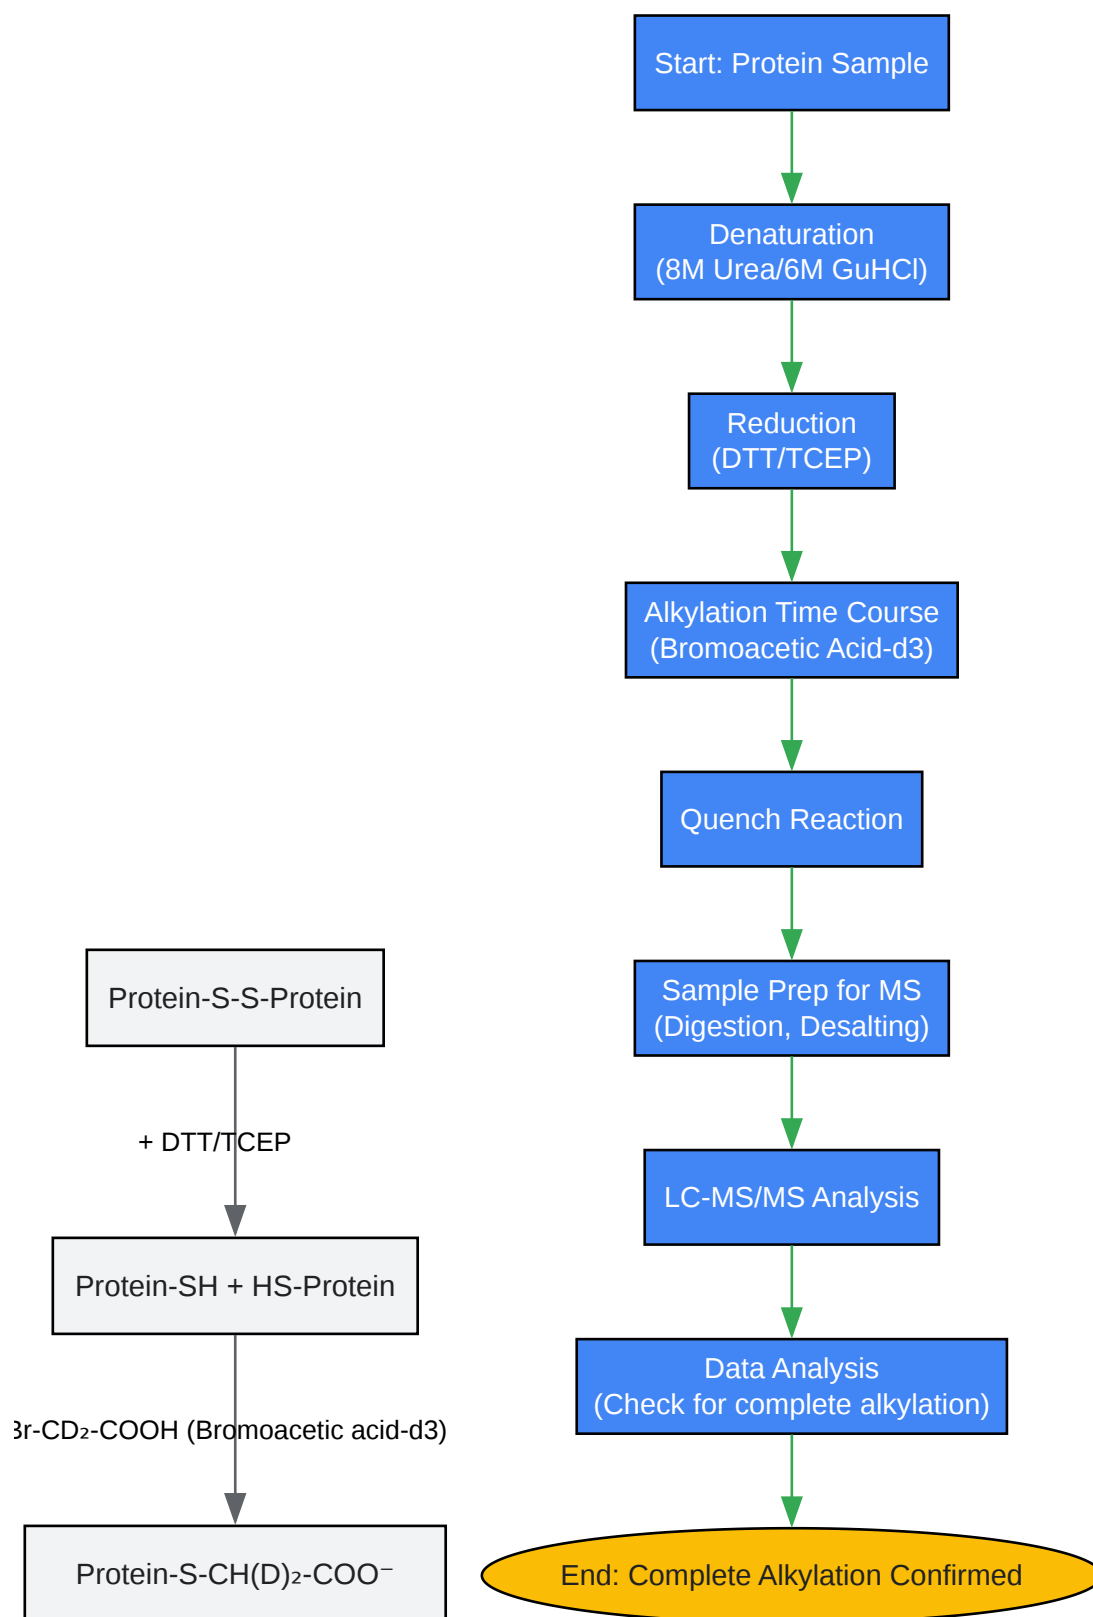 Start: Protein Sample
Denaturation
(8M Urea/6M GuHCl)
Reduction
(DTT/TCEP)
Alkylation Time Course
(Bromoacetic Acid-d3)
Quench Reaction
Sample Prep for MS
(Digestion, Desalting)
LC-MS/MS Analysis
Data Analysis
(Check for complete alkylation)
End: Complete Alkylation Confirmed
Protein-S-S-Protein
+ DTT/TCEP
Protein-SH + HS-Protein
Br-CD₂-COOH (Bromoacetic acid-d3)
Protein-S-CH(D)₂-COO⁻